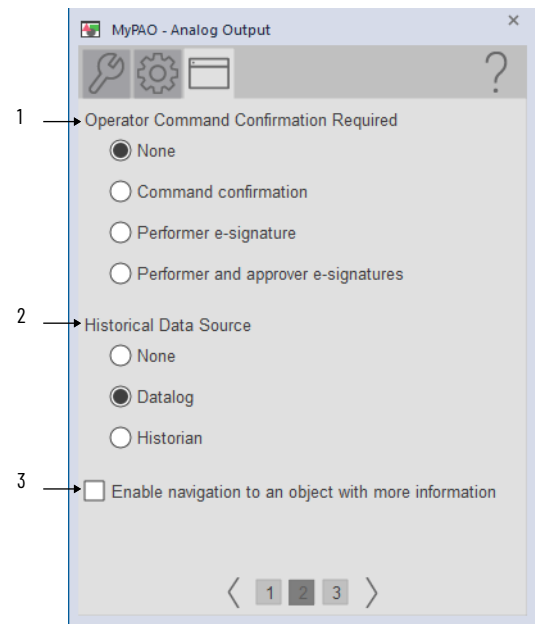 MyPAO - Analog Output
×
?
1
Operator Command Confirmation Required
None
Command confirmation
Performer e-signature
Performer and approver e-signatures
2
Historical Data Source
None
Datalog
Historian
3
Enable navigation to an object with more information
1 2 3